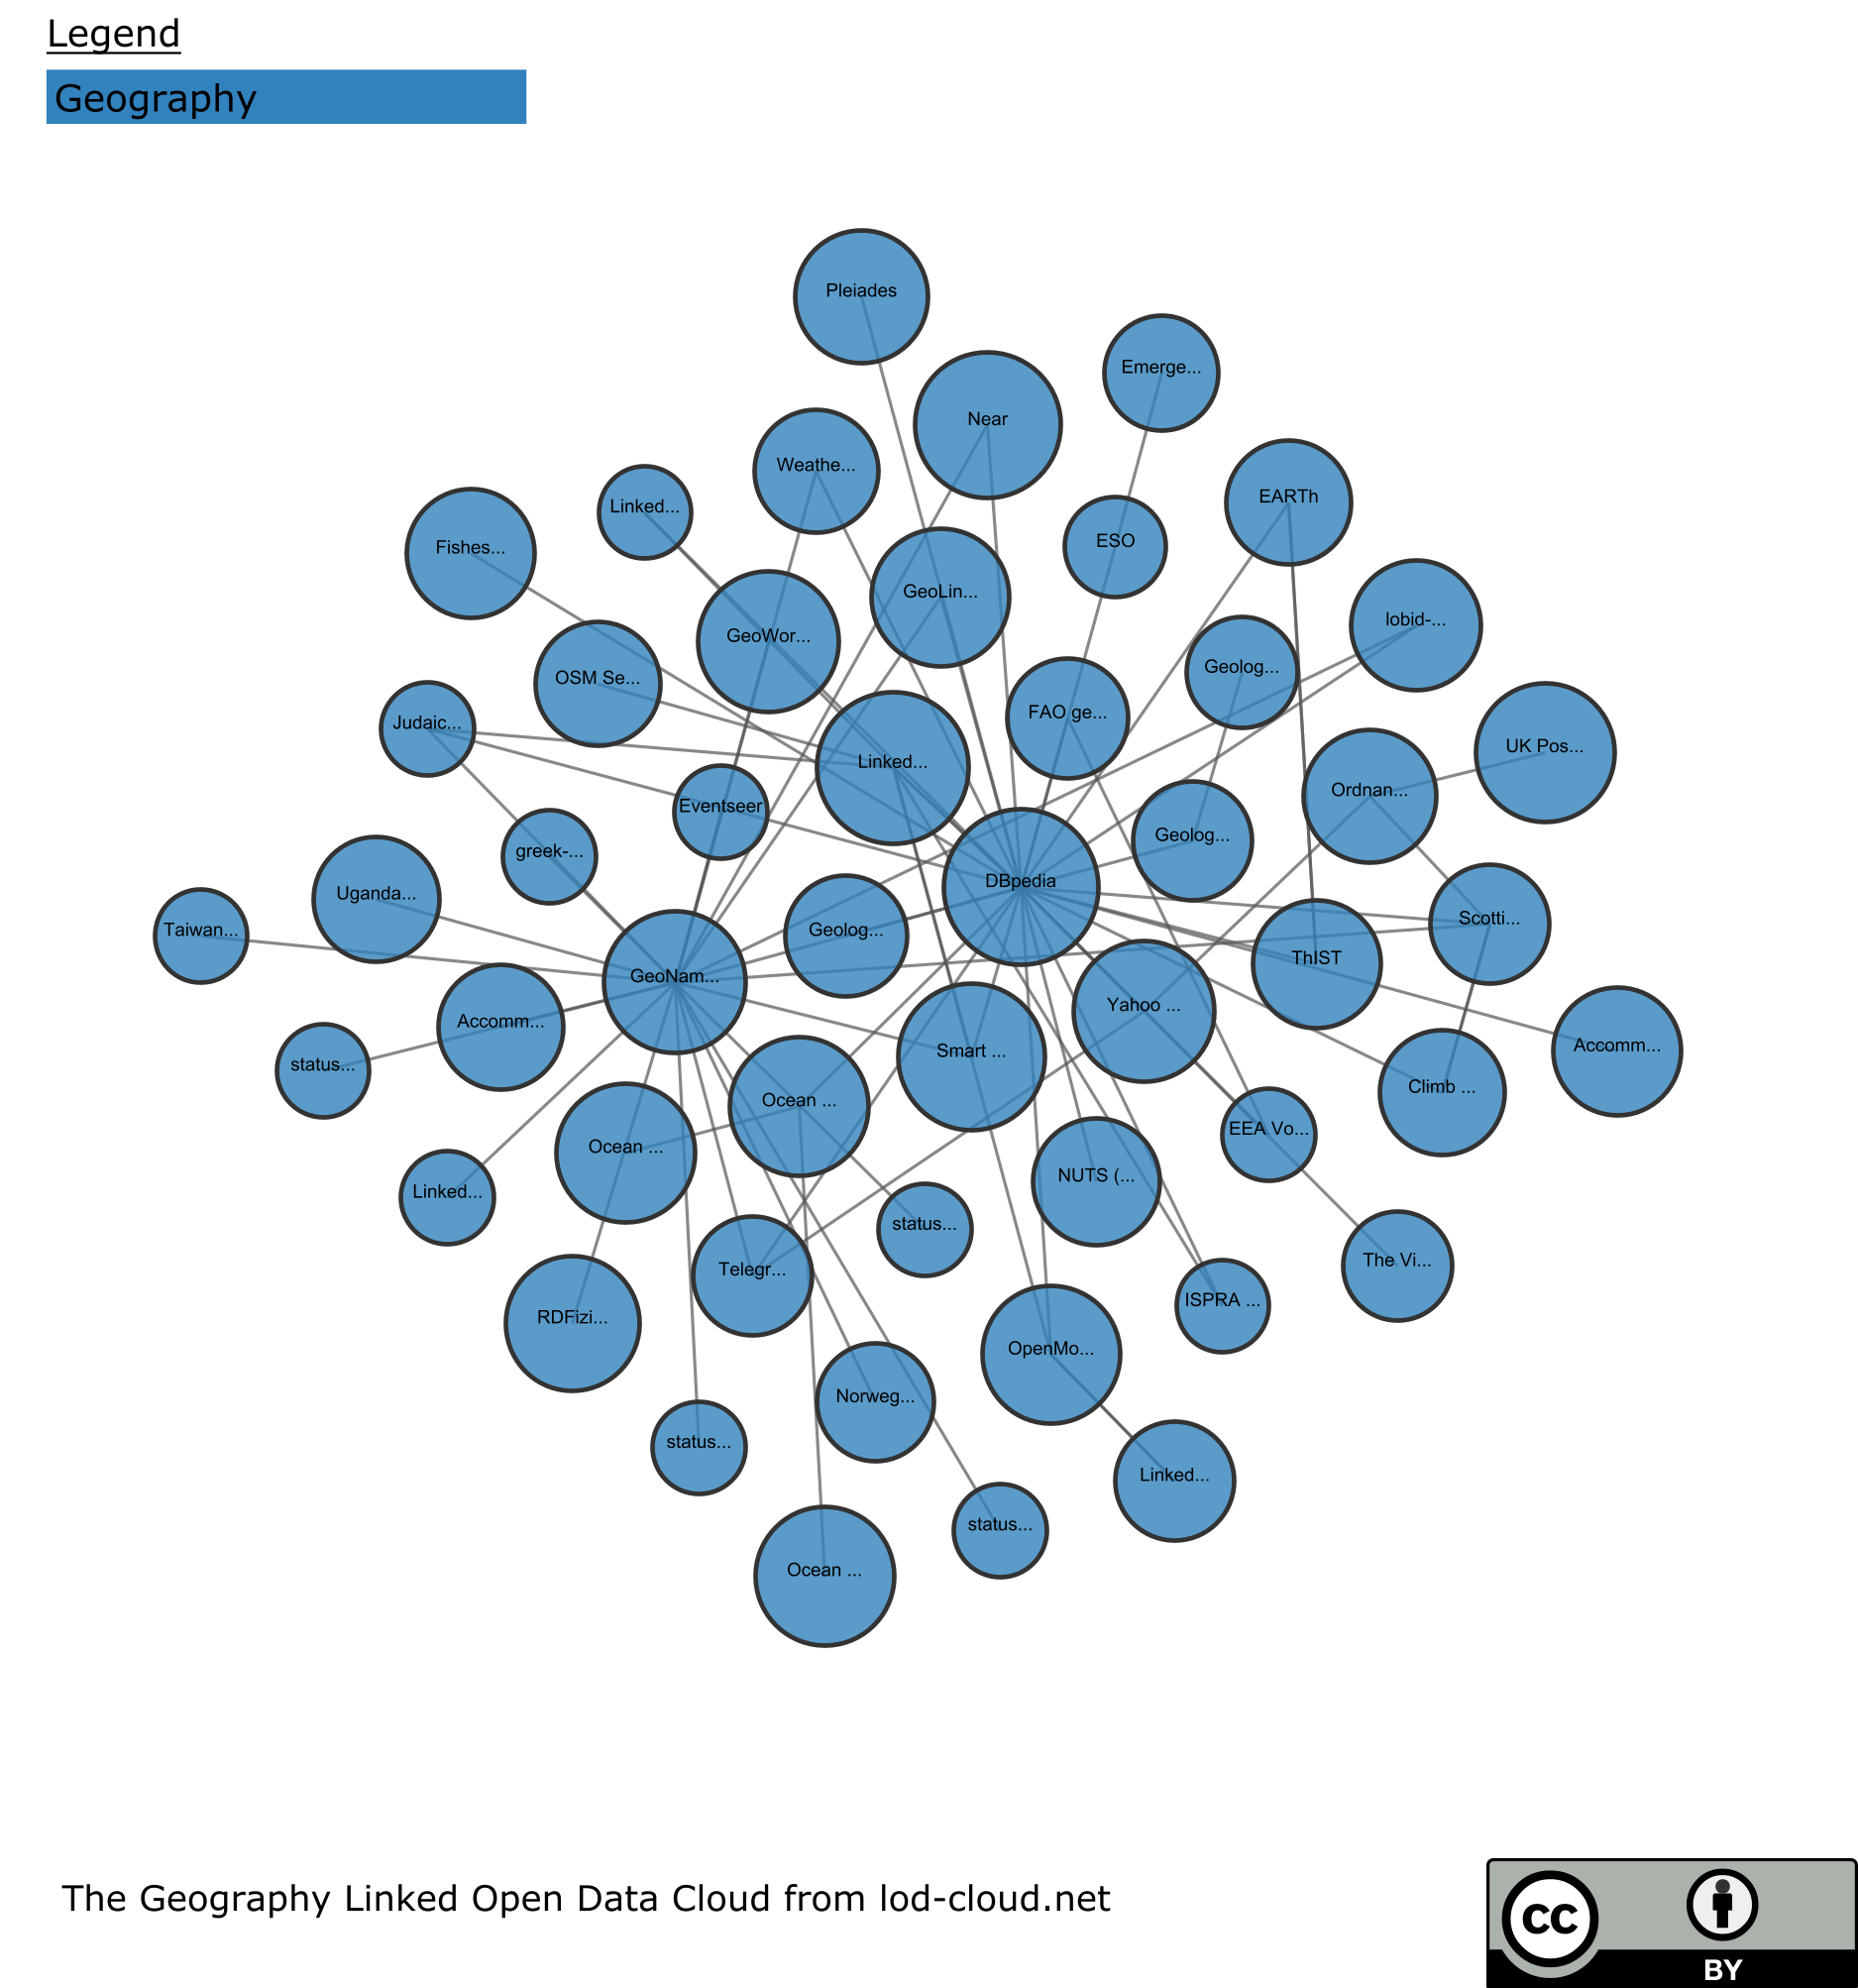 Legend
Geography
Pleiades
Emerge...
Near
Weathe...
EARTh
Linked...
ESO
Fishes...
GeoLin...
lobid-...
GeoWor...
Geolog...
OSM Se...
FAO ge...
Judaic...
UK Pos...
Linked...
Ordnan...
Eventseer
Geolog...
greek-...
DBpedia
Uganda...
Scotti...
Taiwan...
Geolog...
ThIST
GeoNam...
Yahoo ...
Accomm...
Accomm...
Smart ...
status...
Climb ...
Ocean ...
EEA Vo...
Ocean ...
NUTS (...
Linked...
status...
The Vi...
Telegr...
ISPRA ...
RDFizi...
OpenMo...
Norweg...
status...
Linked...
status...
Ocean ...
The Geography Linked Open Data Cloud from lod-cloud.net
cc
BY